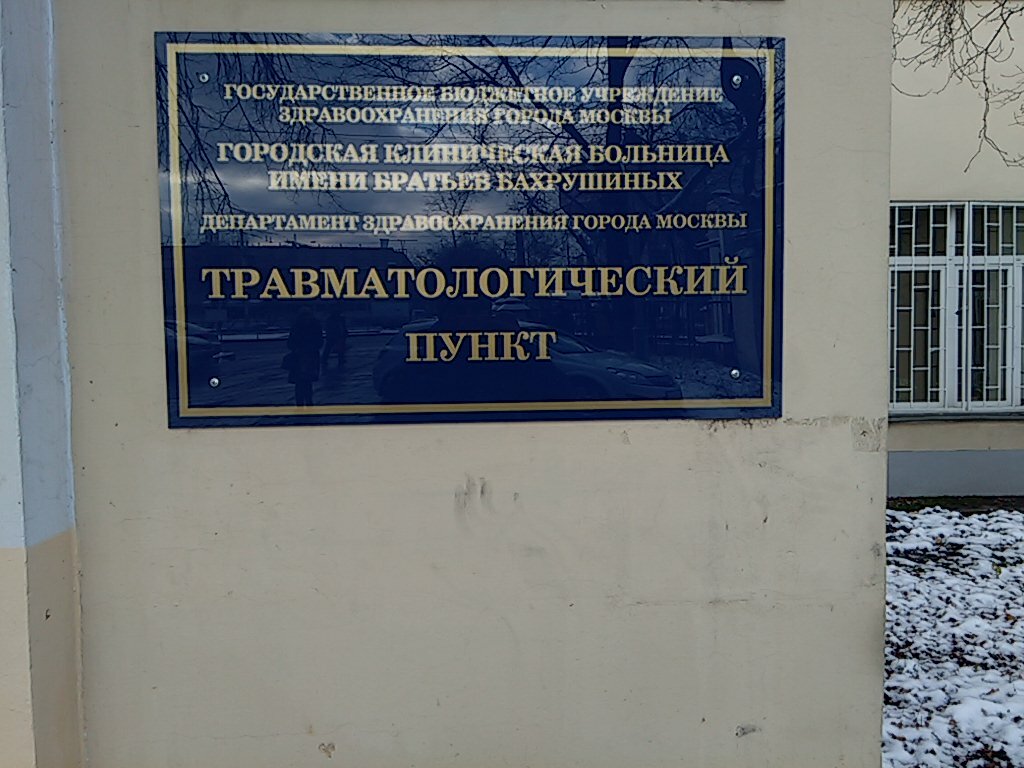 ГОСУДАРСТВЕННОЕ БЮДЖЕТНОЕ УЧРЕЖДЕНИЕ
ЗДРАВООХРАНЕНИЯ ГОРОДА МОСКВЫ
ГОРОДСКАЯ КЛИНИЧЕСКАЯ БОЛЬНИЦА
ИМЕНИ БРАТЬЕВ БАХРУШИНЫХ
ДЕПАРТАМЕНТ ЗДРАВООХРАНЕНИЯ ГОРОДА МОСКВЫ
ТРАВМАТОЛОГИЧЕСКИЙ
ПУНКТ